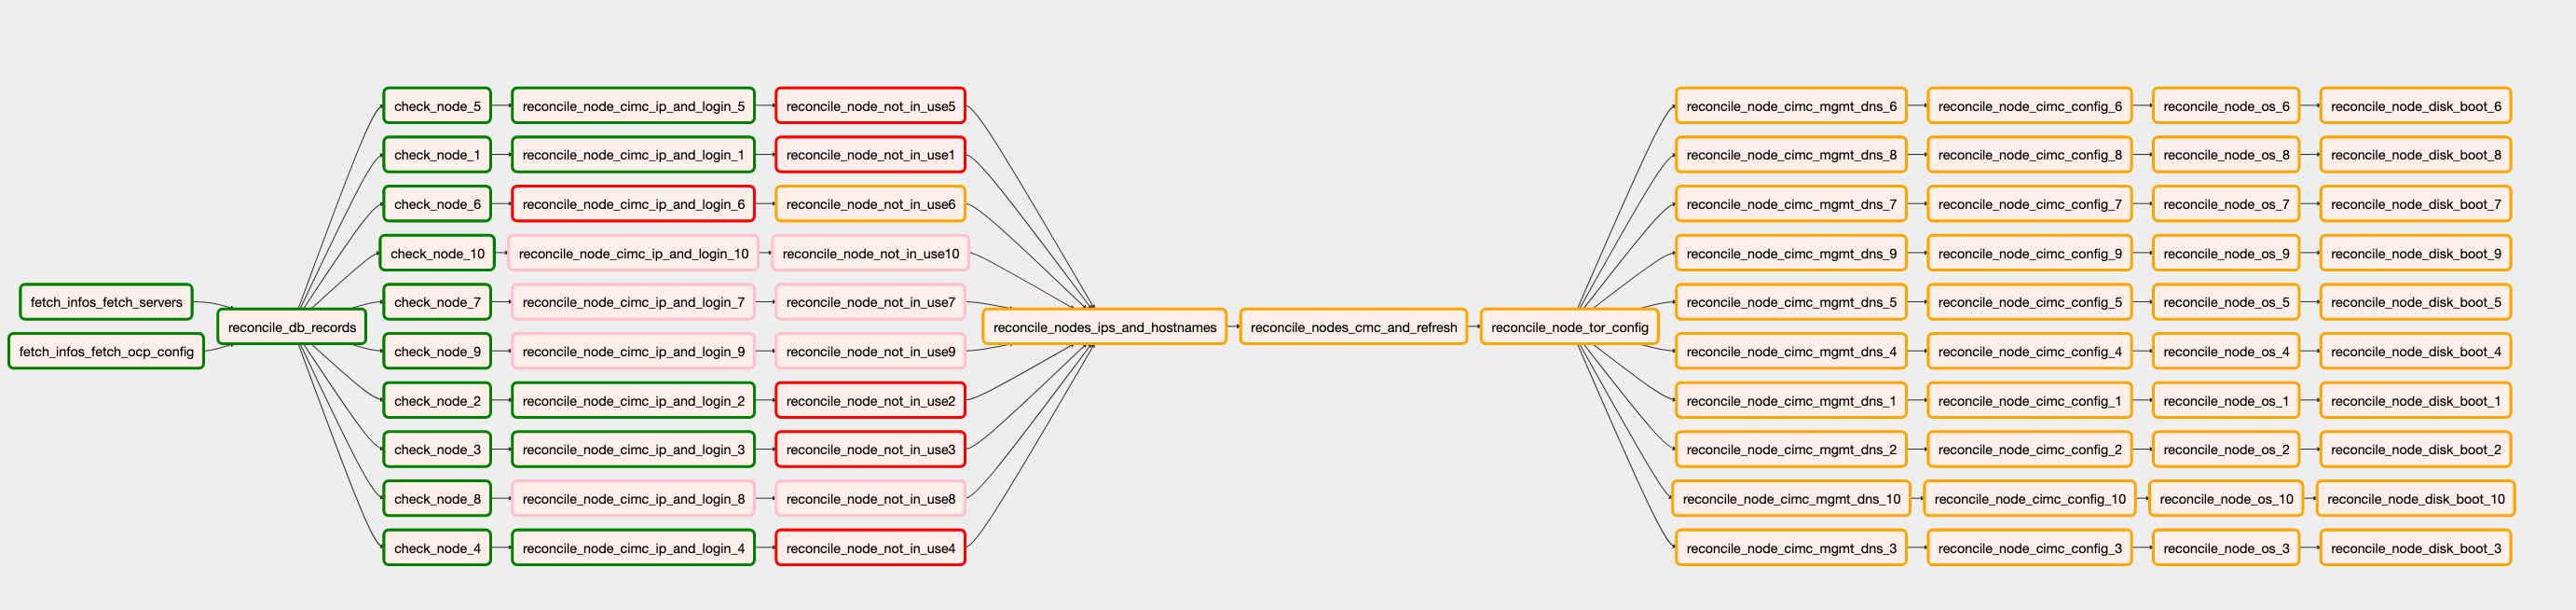 fetch_infos_fetch_servers
fetch_infos_fetch_ocp_config
reconcile_db_records
check_node_5
reconcile_node_cimc_ip_and_login_5
reconcile_node_not_in_use5
check_node_1
reconcile_node_cimc_ip_and_login_1
reconcile_node_not_in_use1
check_node_6
reconcile_node_cimc_ip_and_login_6
reconcile_node_not_in_use6
check_node_10
reconcile_node_cimc_ip_and_login_10
reconcile_node_not_in_use10
check_node_7
reconcile_node_cimc_ip_and_login_7
reconcile_node_not_in_use7
check_node_9
reconcile_node_cimc_ip_and_login_9
reconcile_node_not_in_use9
check_node_2
reconcile_node_cimc_ip_and_login_2
reconcile_node_not_in_use2
check_node_3
reconcile_node_cimc_ip_and_login_3
reconcile_node_not_in_use3
check_node_8
reconcile_node_cimc_ip_and_login_8
reconcile_node_not_in_use8
check_node_4
reconcile_node_cimc_ip_and_login_4
reconcile_node_not_in_use4
reconcile_nodes_ips_and_hostnames
reconcile_nodes_cmc_and_refresh
reconcile_node_tor_config
reconcile_node_cimc_mgmt_dns_6
reconcile_node_cimc_config_6
reconcile_node_os_6
reconcile_node_disk_boot_6
reconcile_node_cimc_mgmt_dns_8
reconcile_node_cimc_config_8
reconcile_node_os_8
reconcile_node_disk_boot_8
reconcile_node_cimc_mgmt_dns_7
reconcile_node_cimc_config_7
reconcile_node_os_7
reconcile_node_disk_boot_7
reconcile_node_cimc_mgmt_dns_9
reconcile_node_cimc_config_9
reconcile_node_os_9
reconcile_node_disk_boot_9
reconcile_node_cimc_mgmt_dns_5
reconcile_node_cimc_config_5
reconcile_node_os_5
reconcile_node_disk_boot_5
reconcile_node_cimc_mgmt_dns_4
reconcile_node_cimc_config_4
reconcile_node_os_4
reconcile_node_disk_boot_4
reconcile_node_cimc_mgmt_dns_1
reconcile_node_cimc_config_1
reconcile_node_os_1
reconcile_node_disk_boot_1
reconcile_node_cimc_mgmt_dns_2
reconcile_node_cimc_config_2
reconcile_node_os_2
reconcile_node_disk_boot_2
reconcile_node_cimc_mgmt_dns_10
reconcile_node_cimc_config_10
reconcile_node_os_10
reconcile_node_disk_boot_10
reconcile_node_cimc_mgmt_dns_3
reconcile_node_cimc_config_3
reconcile_node_os_3
reconcile_node_disk_boot_3